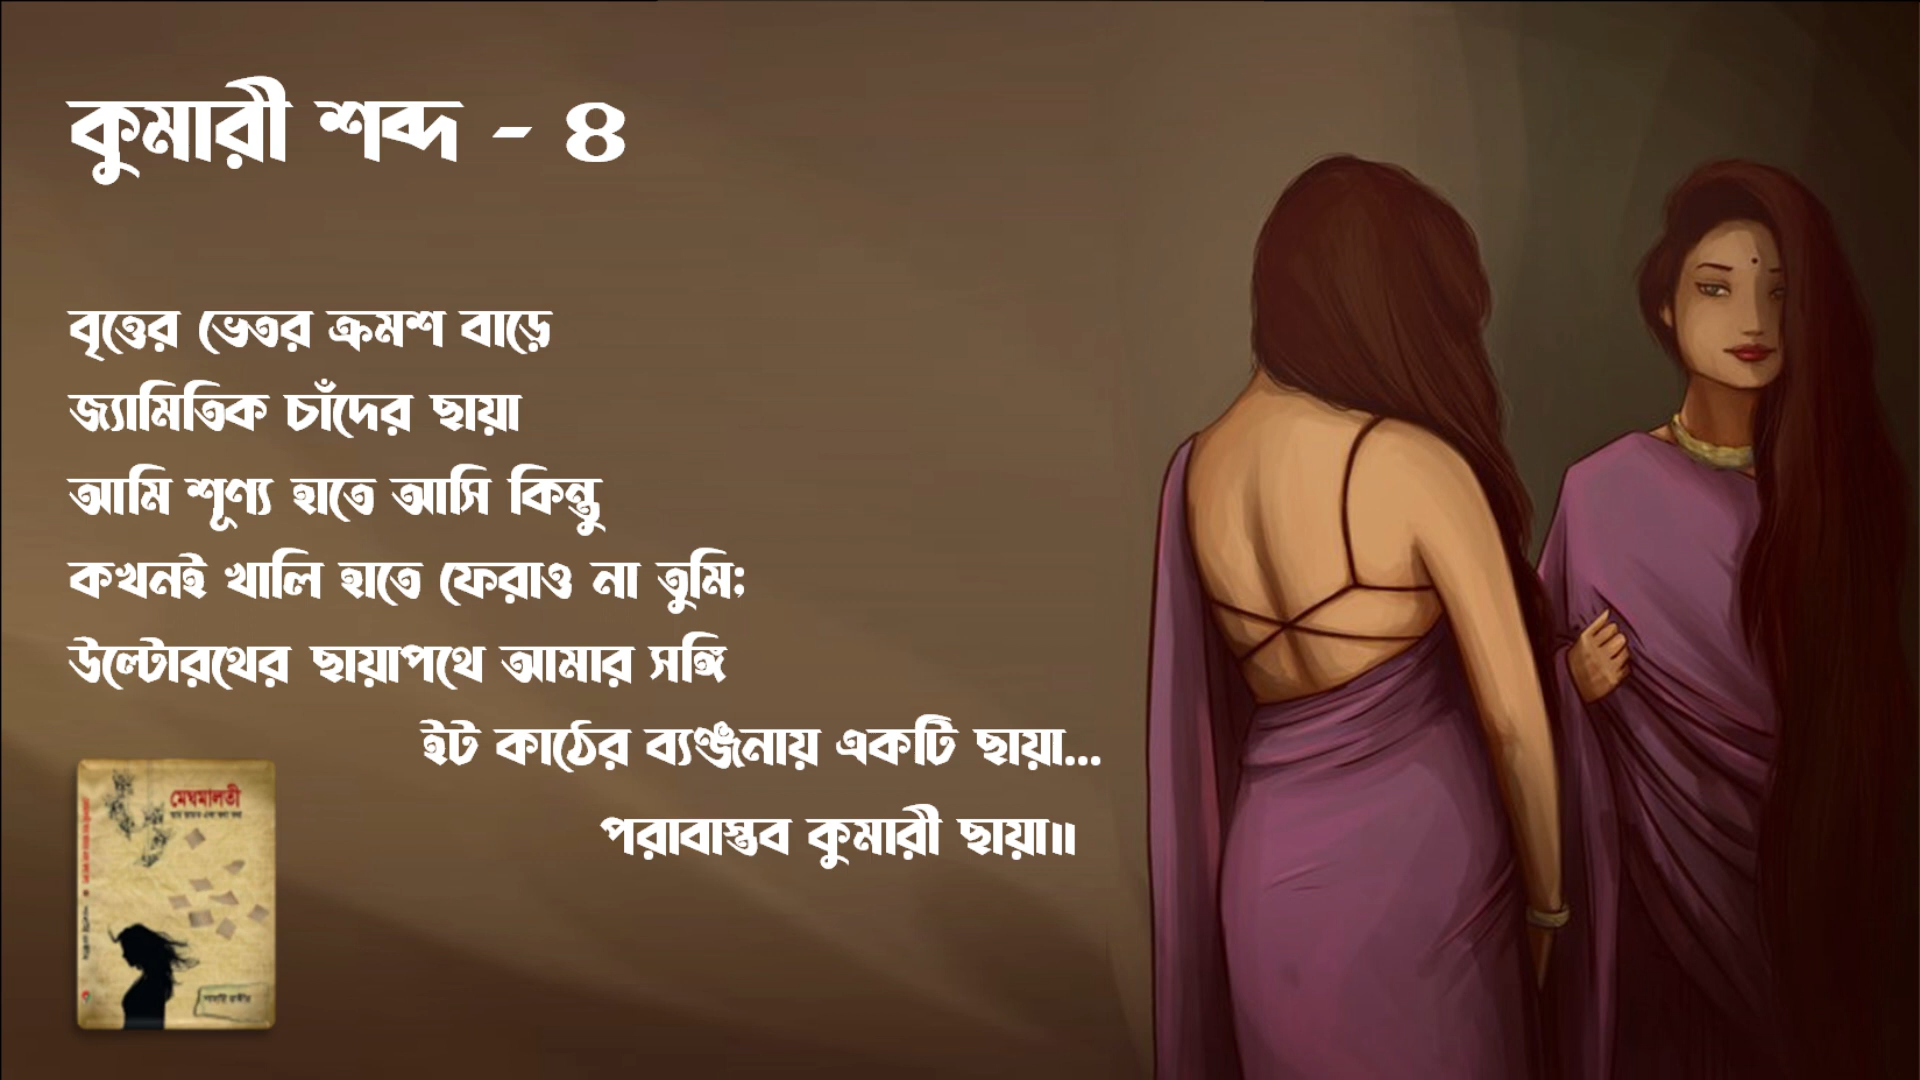 কুমারী শব্দ - ৪
বৃত্তের ভেতর ক্রমশ বাড়ে
জ্যামিতিক চাঁদের ছায়া
আমি শূণ্য হাতে আসি কিন্তু
কখনই খালি হাতে ফেরাও না তুমি;
উল্টোরথের ছায়াপথে আমার সঙ্গি
ইট কাঠের ব্যঞ্জনায় একটি ছায়া...
পরাবাস্তব কুমারী ছায়া॥
মেঘমালতী